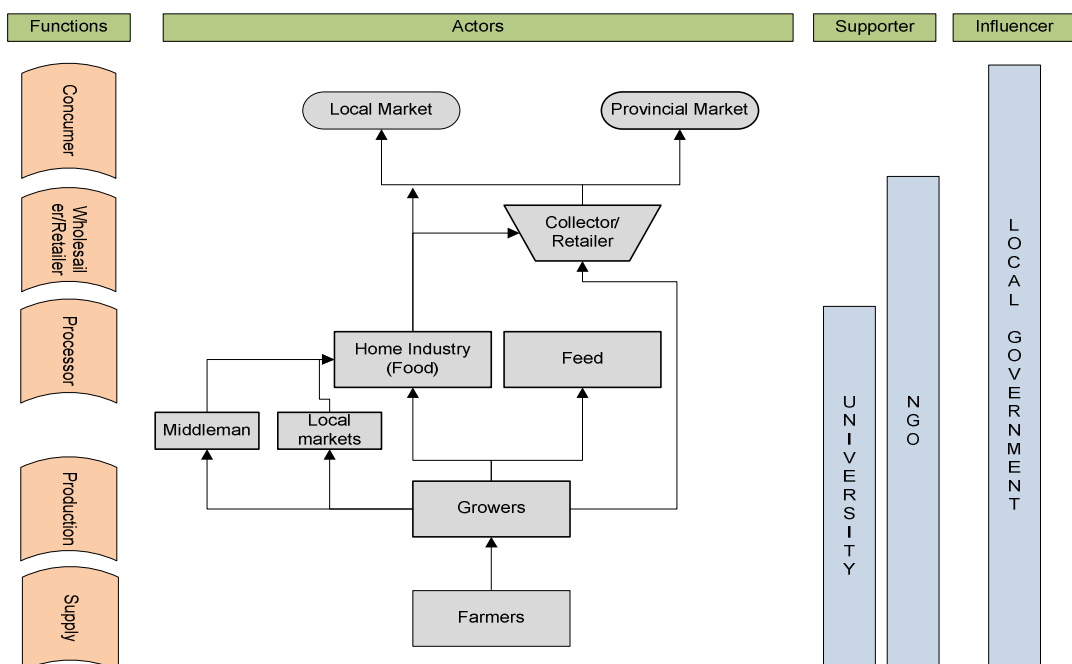 Functions
Actors
Supporter
Influencer
Concumer
Local Market
Provincial Market
Wholesail
er/Retailer
Collector/
Retailer
Processor
Home Industry
(Food)
Feed
Middleman
Local
markets
Production
Growers
Supply
Farmers
UNIVERSITY
NGO
LOCAL GOVERNMENT